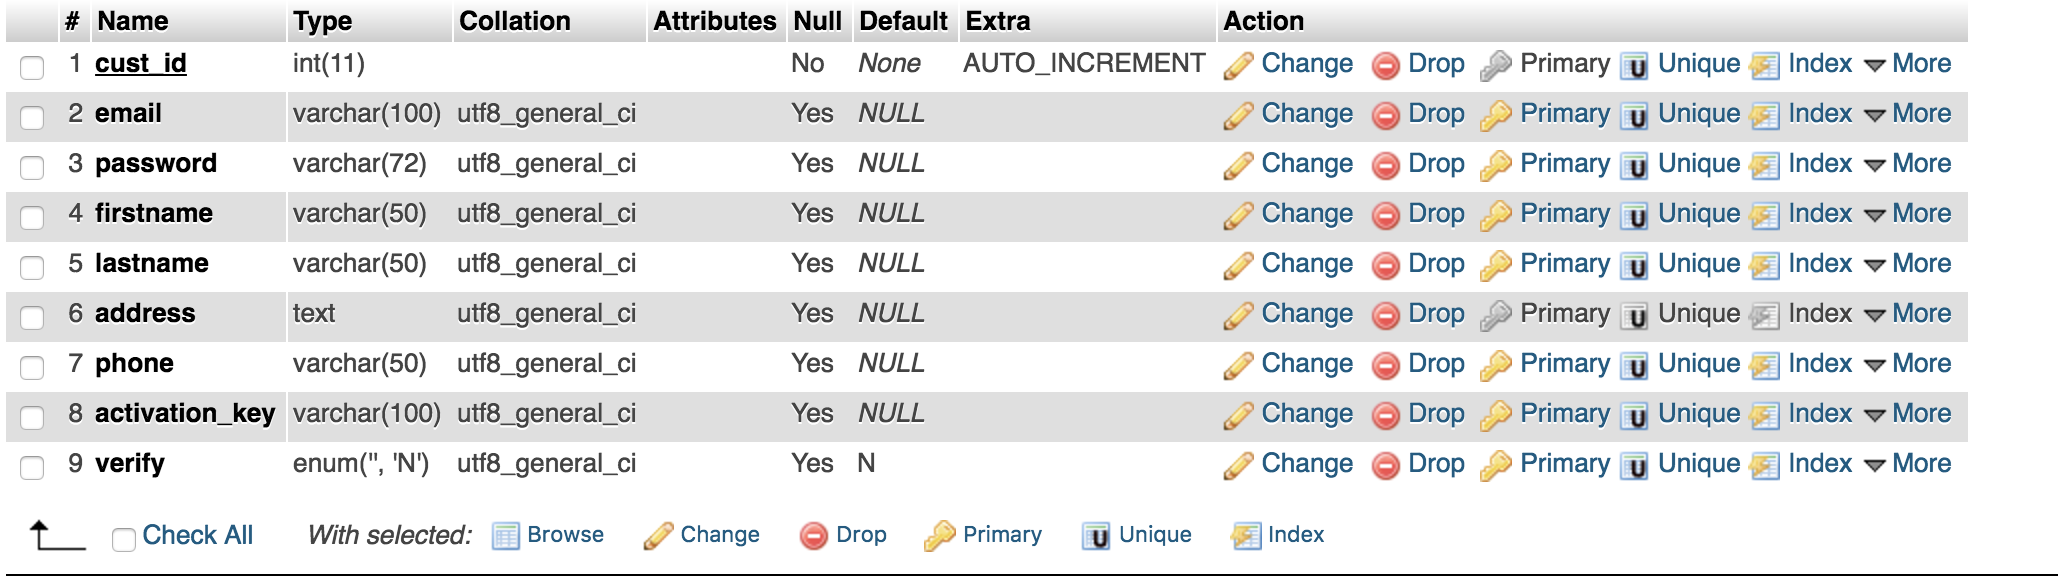 # Name Type Collation Attributes Null Default Extra Action
1 cust_id int(11) No None AUTO_INCREMENT Change Drop Primary Unique Index More
2 email varchar(100) utf8_general_ci Yes NULL Change Drop Primary Unique Index More
3 password varchar(72) utf8_general_ci Yes NULL Change Drop Primary Unique Index More
4 firstname varchar(50) utf8_general_ci Yes NULL Change Drop Primary Unique Index More
5 lastname varchar(50) utf8_general_ci Yes NULL Change Drop Primary Unique Index More
6 address text utf8_general_ci Yes NULL Change Drop Primary Unique Index More
7 phone varchar(50) utf8_general_ci Yes NULL Change Drop Primary Unique Index More
8 activation_key varchar(100) utf8_general_ci Yes NULL Change Drop Primary Unique Index More
9 verify enum('', 'N') utf8_general_ci Yes N Change Drop Primary Unique Index More
Check All With selected: Browse Change Drop Primary Unique Index